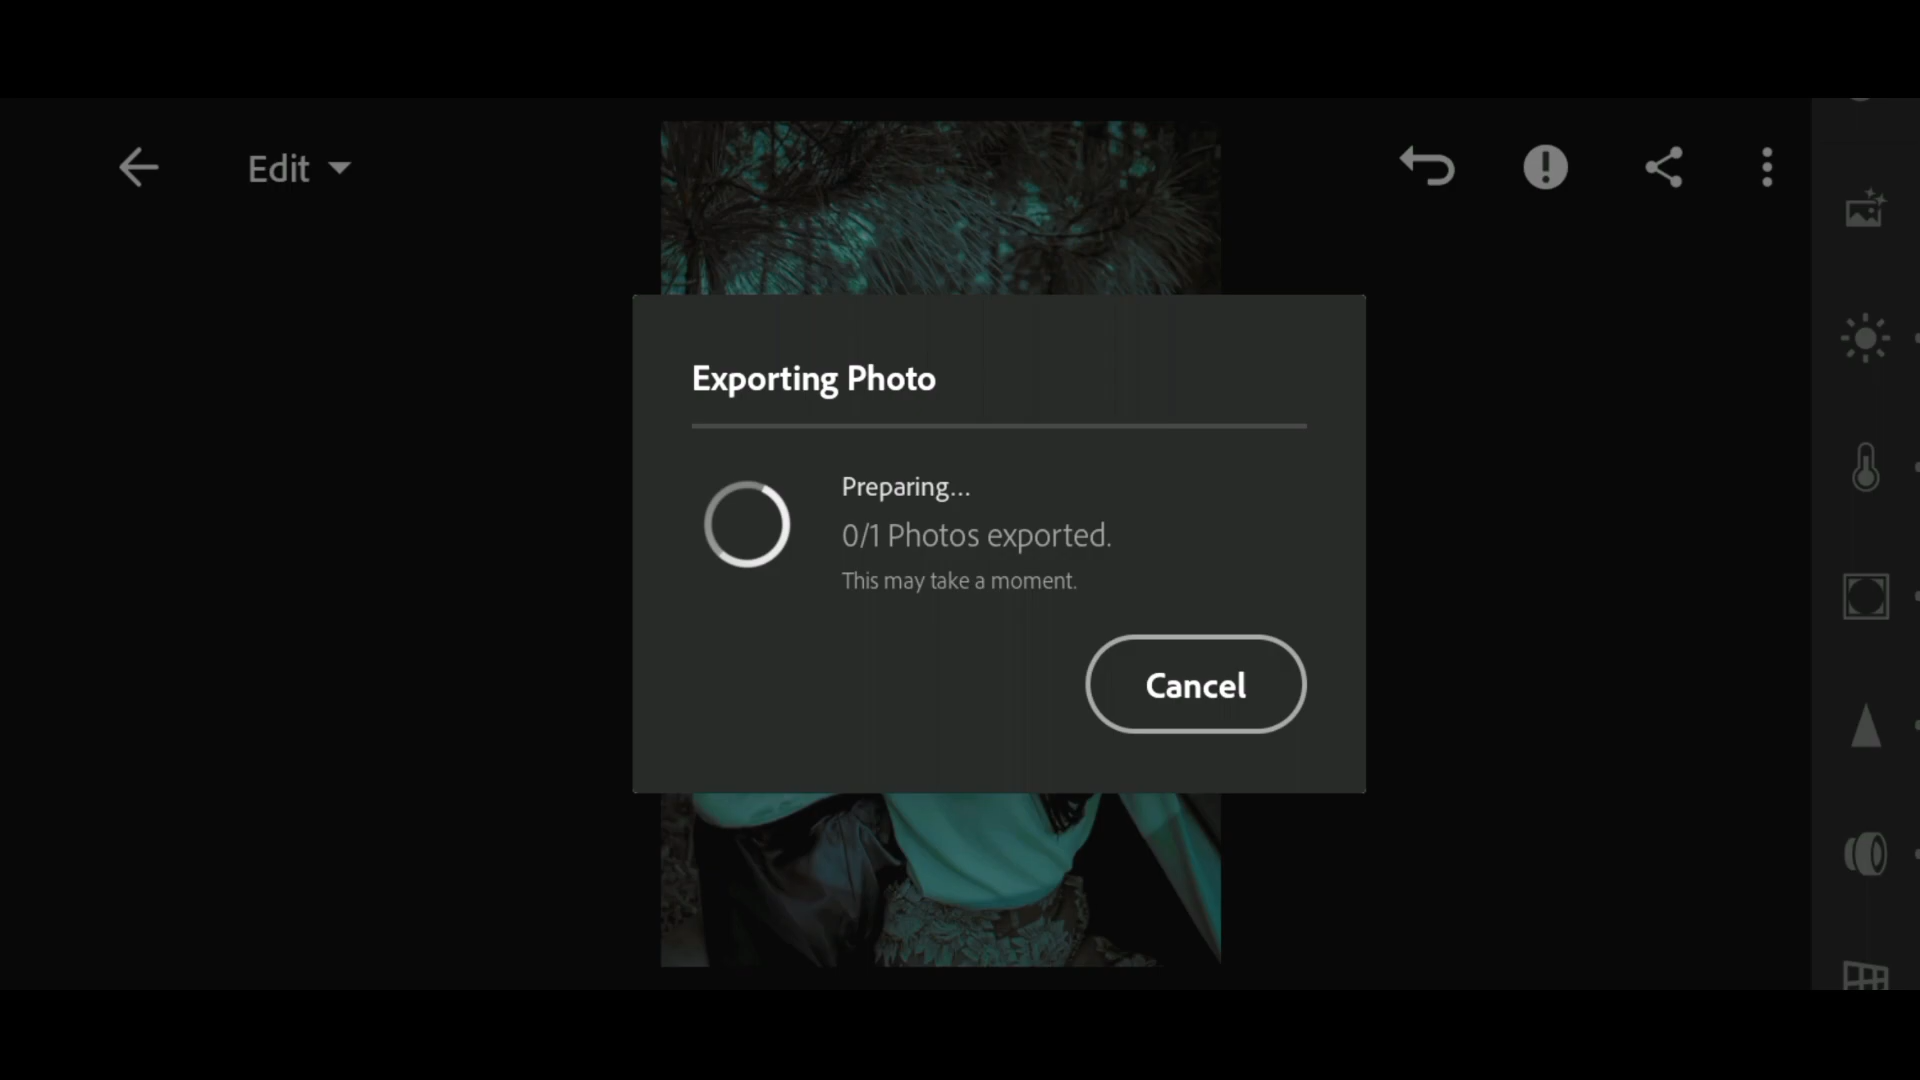 Edit
Exporting Photo
Preparing...
0/1 Photos exported.
This may take a moment.
Cancel